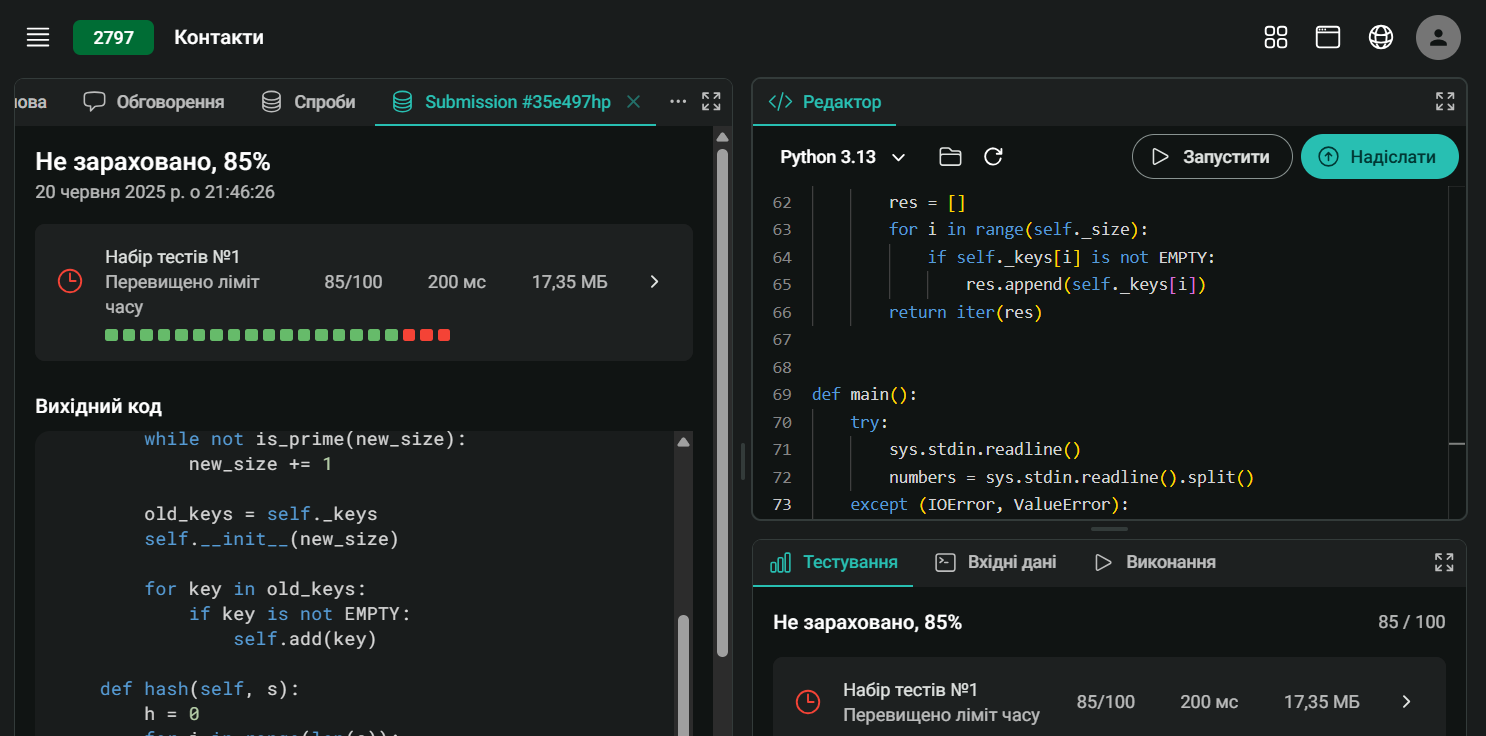 2797 Контакти
Обговорення Спроби Submission #35e497hp
Не зараховано, 85%
20 червня 2025 р. о 21:46:26
Набір тестів №1
Перевищено ліміт часу
85/100 200 мс 17,35 МБ
Вихідний код
while not is_prime(new_size):
new_size += 1
old_keys = self._keys
self.__init__(new_size)
for key in old_keys:
if key is not EMPTY:
self.add(key)
def hash(self, s):
h = 0
for i in range(len(s)):
</> Редактор
Python 3.13 Запустити Надіслати
62 res = []
63 for i in range(self._size):
64 if self._keys[i] is not EMPTY:
65 res.append(self._keys[i])
66 return iter(res)
67
68
69 def main():
70 try:
71 sys.stdin.readline()
72 numbers = sys.stdin.readline().split()
73 except (IOError, ValueError):
Тестування Вхідні дані Виконання
Не зараховано, 85% 85 / 100
Набір тестів №1
Перевищено ліміт часу
85/100 200 мс 17,35 МБ